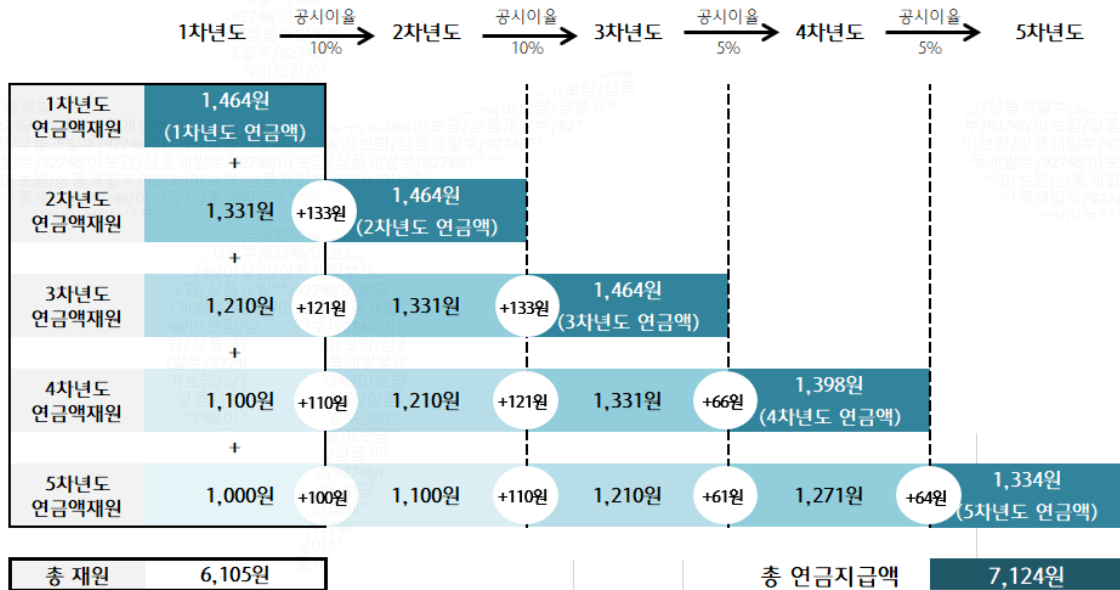 1차년도 공시이율 10% 2차년도 공시이율 10% 3차년도 공시이율 5% 4차년도 공시이율 5% 5차년도
1차년도
연금액재원
1,464원
(1차년도 연금액)
+
2차년도
연금액재원
1,331원 +133원 1,464원
(2차년도 연금액)
+
3차년도
연금액재원
1,210원 +121원 1,331원 +133원 1,464원
(3차년도 연금액)
+
4차년도
연금액재원
1,100원 +110원 1,210원 +121원 1,331원 +66원 1,398원
(4차년도 연금액)
+
5차년도
연금액재원
1,000원 +100원 1,100원 +110원 1,210원 +61원 1,271원 +64원 1,334원
(5차년도 연금액)
총 재원 6,105원 총 연금지급액 7,124원